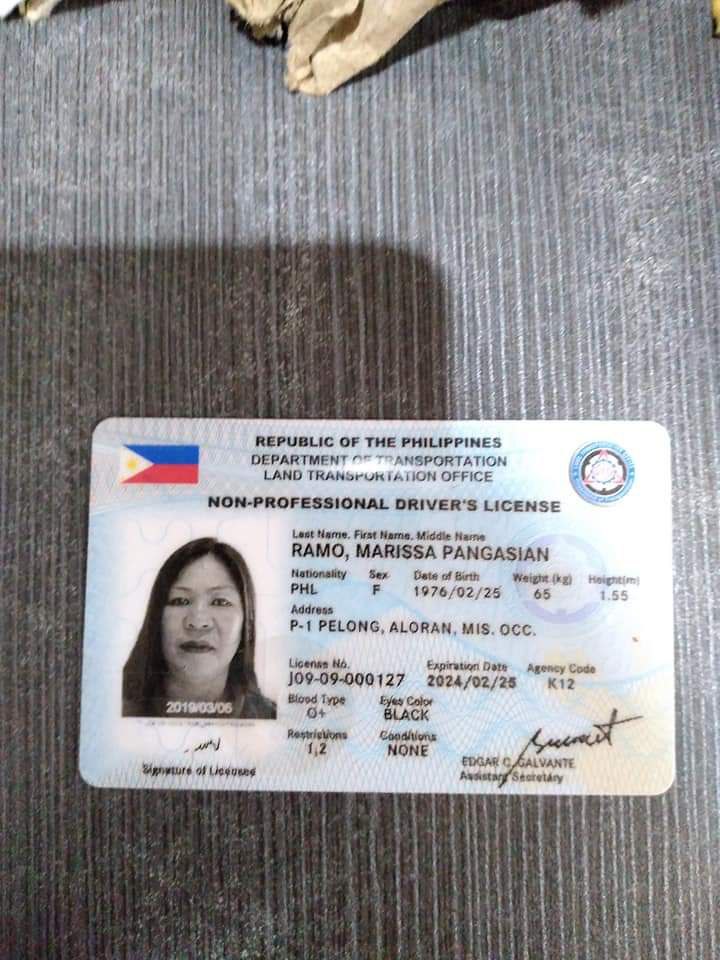 REPUBLIC OF THE PHILIPPINES
DEPARTMENT OF TRANSPORTATION
LAND TRANSPORTATION OFFICE
NON-PROFESSIONAL DRIVER'S LICENSE
Last Name, First Name, Middle Name
RAMO, MARISSA PANGASIAN
Nationality Sex Date of Birth Weight (kg) Height(m)
PHL F 1976/02/25 65 1.55
Address
P-1 PELONG, ALORAN, MIS. OCC.
License No. Expiration Date Agency Code
J09-09-000127 2024/02/25 K12
Blood Type Eyes Color
O+ BLACK
Restrictions Conditions
1,2 NONE
2019/03/05
Signature of Licensee
EDGAR C. GALVANTE
Assistant Secretary